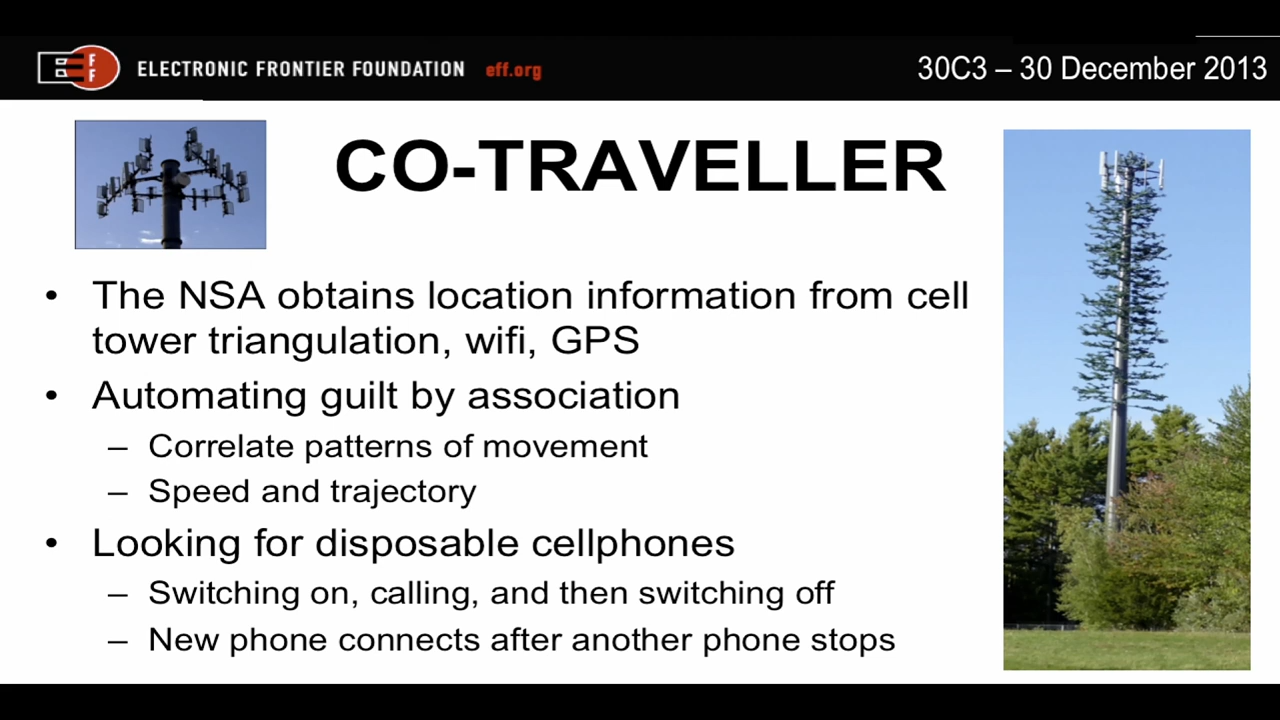 EFF ELECTRONIC FRONTIER FOUNDATION eff.org
30C3 – 30 December 2013
CO-TRAVELLER
• The NSA obtains location information from cell
tower triangulation, wifi, GPS
• Automating guilt by association
– Correlate patterns of movement
– Speed and trajectory
• Looking for disposable cellphones
– Switching on, calling, and then switching off
– New phone connects after another phone stops